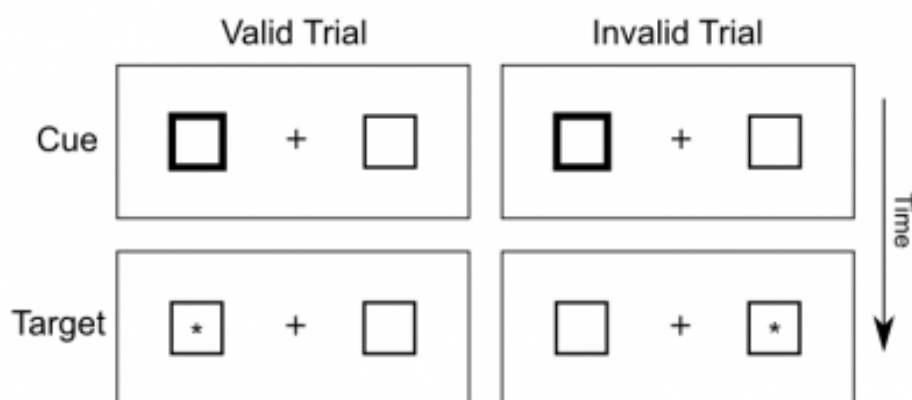 Valid Trial
Invalid Trial
Cue
+
+
Time
Target
*
+
+
*